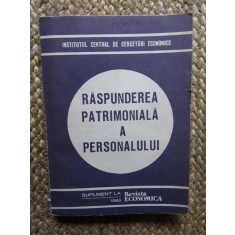 INSTITUTUL CENTRAL DE CERCETĂRI ECONOMICE
RĂSPUNDEREA
PATRIMONIALĂ
A
PERSONALULUI
SUPLIMENT LA Revista
ECONOMICĂ